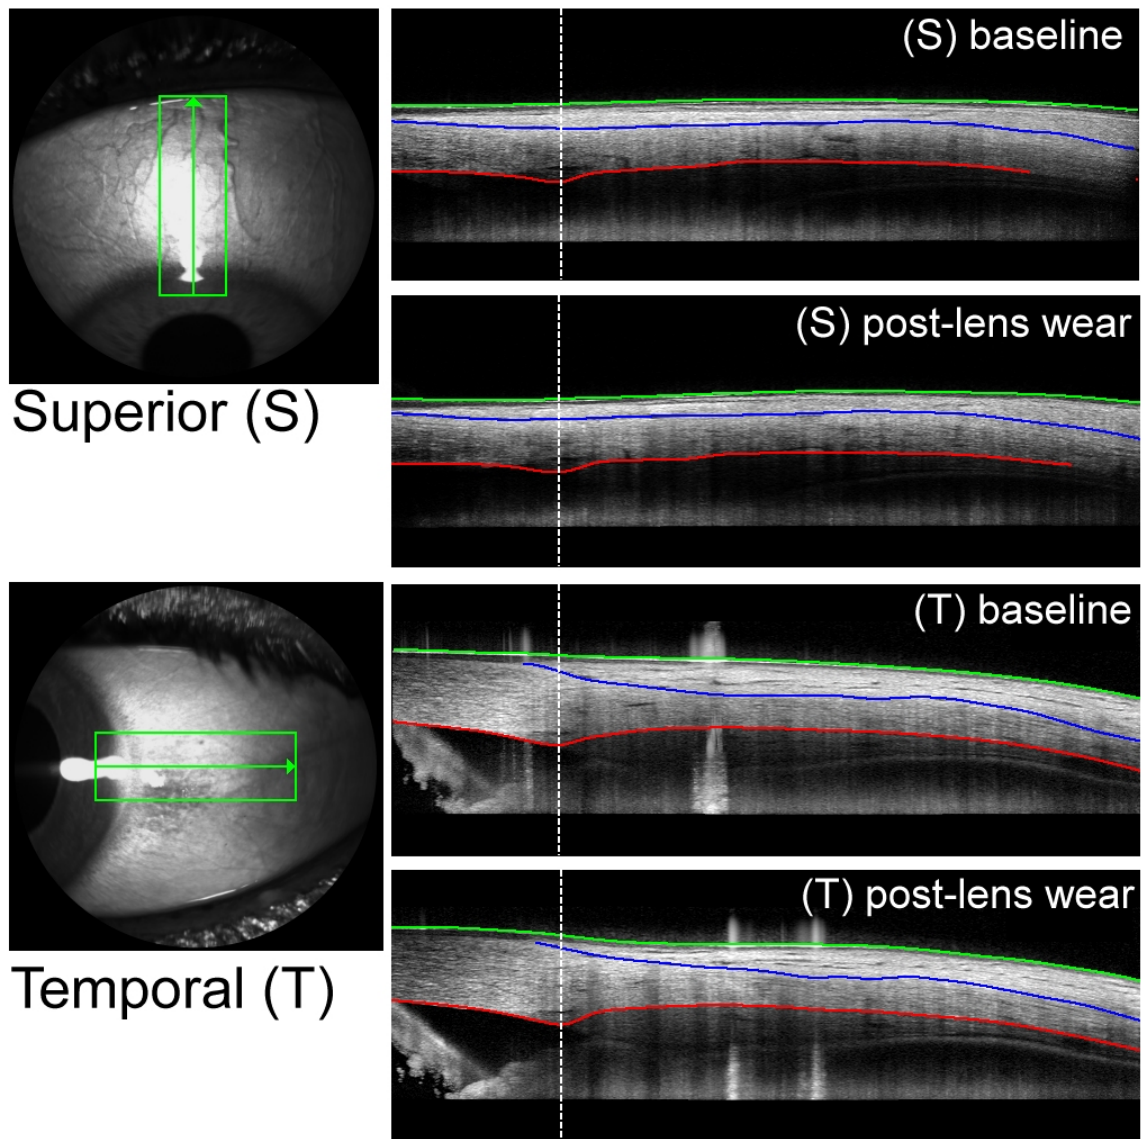 (S) baseline
(S) post-lens wear
Superior (S)
(T) baseline
(T) post-lens wear
Temporal (T)